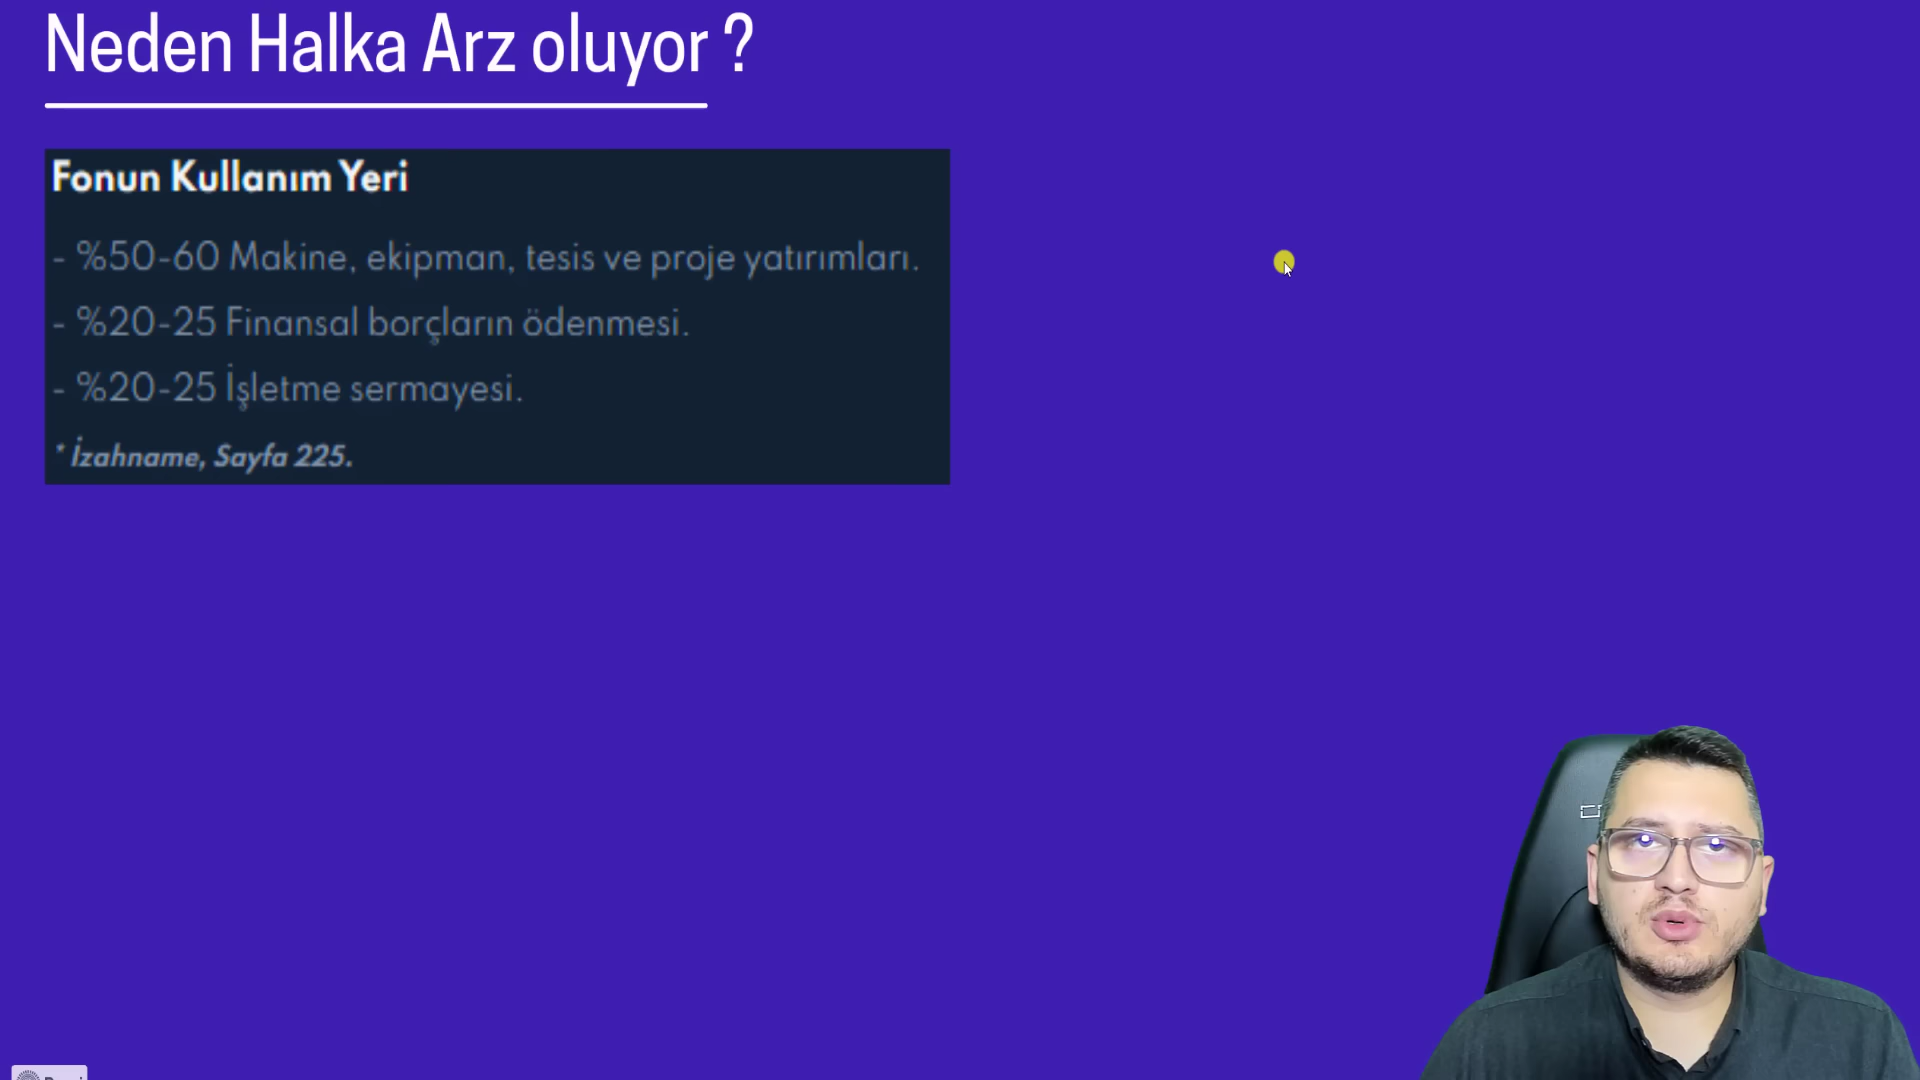 Neden Halka Arz oluyor ?
Fonun Kullanım Yeri
- %50-60 Makine, ekipman, tesis ve proje yatırımları.
- %20-25 Finansal borçların ödenmesi.
- %20-25 İşletme sermayesi.
* İzahname, Sayfa 225.